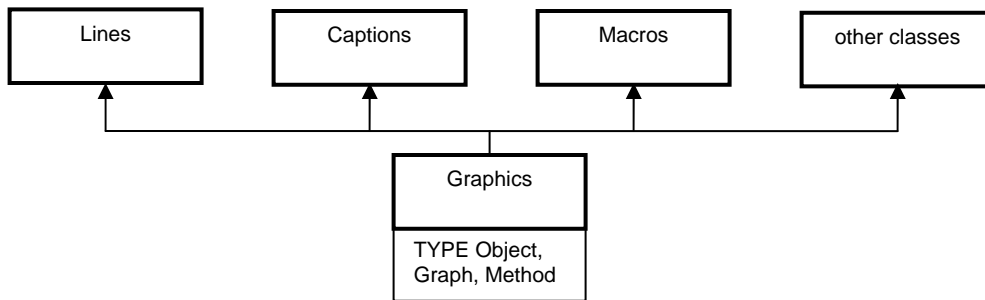 Lines
Captions
Macros
other classes
Graphics
TYPE Object,
Graph, Method